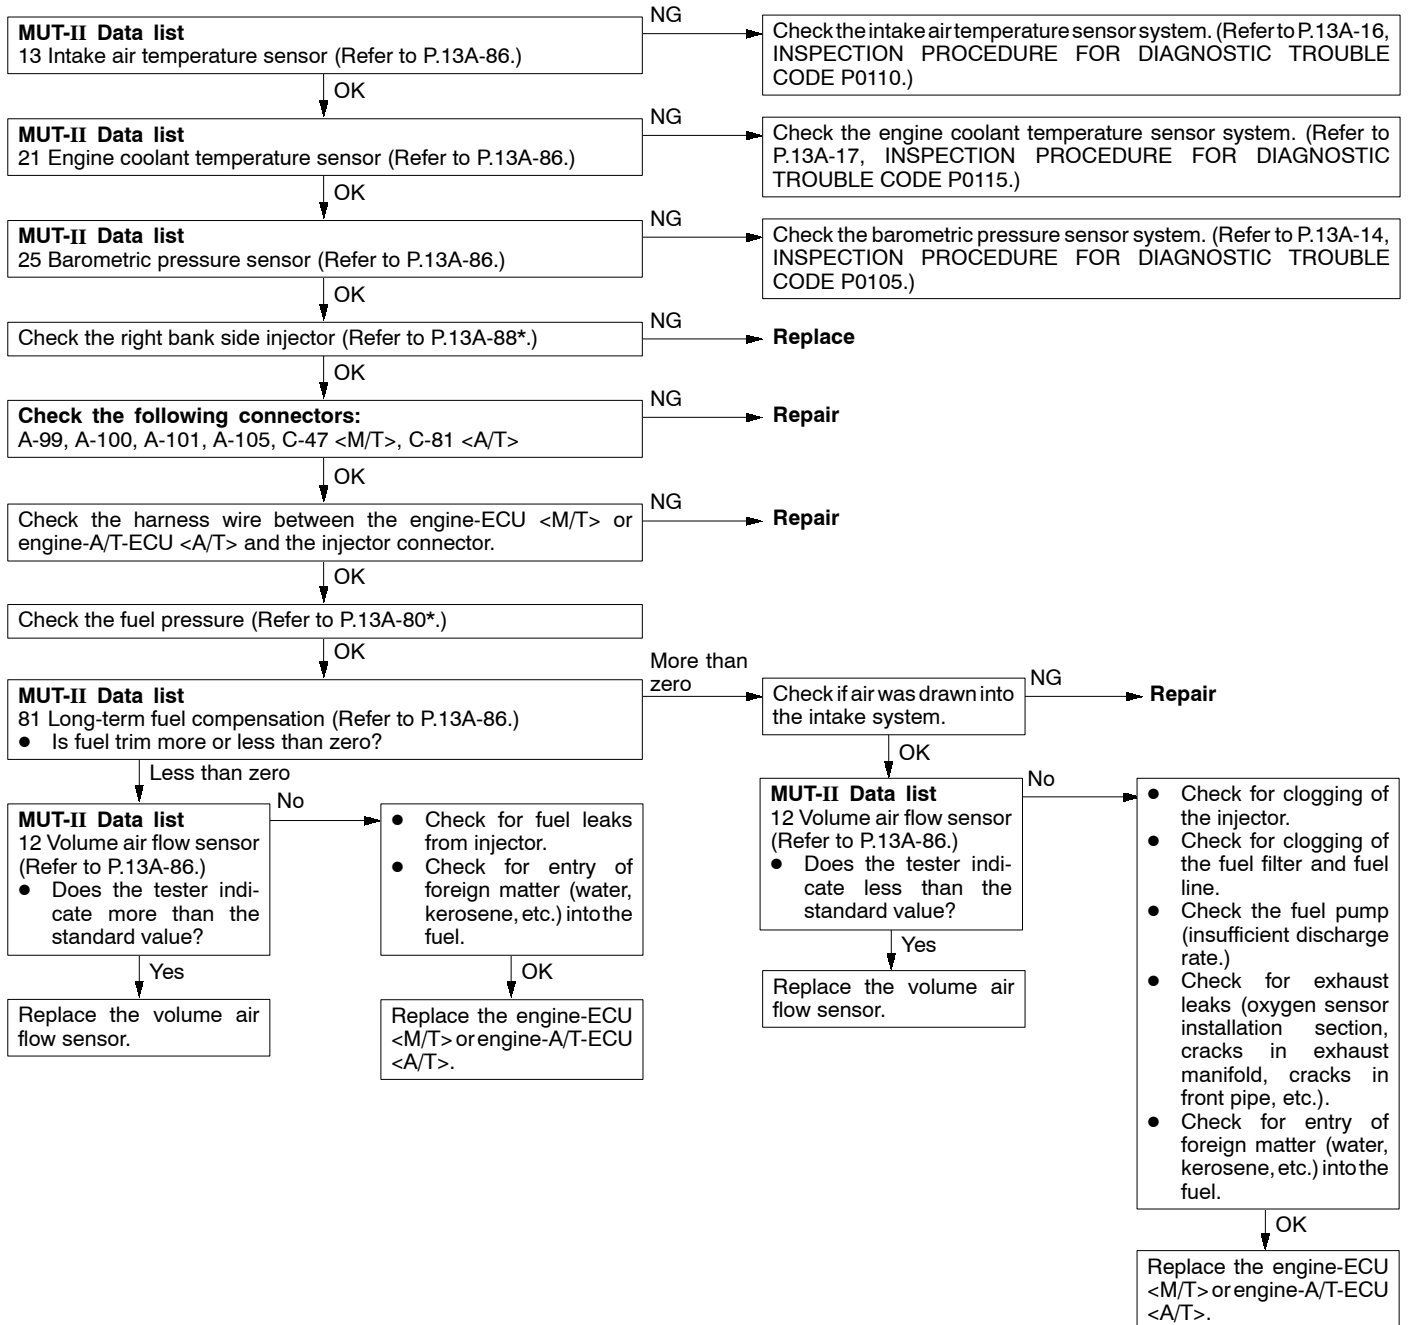 MUT-II Data list
13 Intake air temperature sensor (Refer to P.13A-86.)
NG
Check the intake air temperature sensor system. (Refer to P.13A-16,
INSPECTION PROCEDURE FOR DIAGNOSTIC TROUBLE
CODE P0110.)
OK
MUT-II Data list
21 Engine coolant temperature sensor (Refer to P.13A-86.)
NG
Check the engine coolant temperature sensor system. (Refer to
P.13A-17, INSPECTION PROCEDURE FOR DIAGNOSTIC
TROUBLE CODE P0115.)
OK
MUT-II Data list
25 Barometric pressure sensor (Refer to P.13A-86.)
NG
Check the barometric pressure sensor system. (Refer to P.13A-14,
INSPECTION PROCEDURE FOR DIAGNOSTIC TROUBLE
CODE P0105.)
OK
Check the right bank side injector (Refer to P.13A-88*.)
NG
Replace
OK
Check the following connectors:
A-99, A-100, A-101, A-105, C-47 <M/T>, C-81 <A/T>
NG
Repair
OK
Check the harness wire between the engine-ECU <M/T> or
engine-A/T-ECU <A/T> and the injector connector.
NG
Repair
OK
Check the fuel pressure (Refer to P.13A-80*.)
OK
MUT-II Data list
81 Long-term fuel compensation (Refer to P.13A-86.)
● Is fuel trim more or less than zero?
More than
zero
Check if air was drawn into
the intake system.
NG
Repair
OK
Less than zero
MUT-II Data list
12 Volume air flow sensor
(Refer to P.13A-86.)
● Does the tester indi-
cate more than the
standard value?
No
● Check for fuel leaks
from injector.
● Check for entry of
foreign matter (water,
kerosene, etc.) into the
fuel.
Yes
Replace the volume air
flow sensor.
OK
Replace the engine-ECU
<M/T> or engine-A/T-ECU
<A/T>.
MUT-II Data list
12 Volume air flow sensor
(Refer to P.13A-86.)
● Does the tester indi-
cate less than the
standard value?
No
● Check for clogging of
the injector.
● Check for clogging of
the fuel filter and fuel
line.
● Check the fuel pump
(insufficient discharge
rate.)
● Check for exhaust
leaks (oxygen sensor
installation section,
cracks in exhaust
manifold, cracks in
front pipe, etc.).
● Check for entry of
foreign matter (water,
kerosene, etc.) into the
fuel.
Yes
Replace the volume air
flow sensor.
OK
Replace the engine-ECU
<M/T> or engine-A/T-ECU
<A/T>.